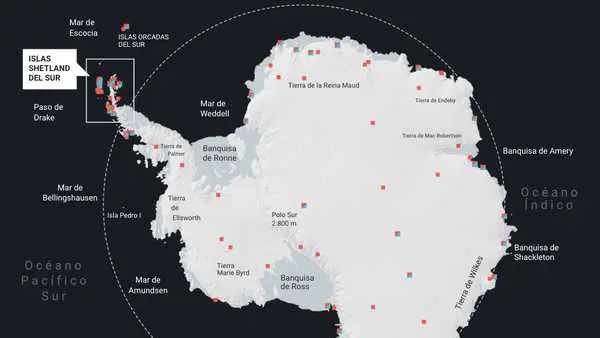 Mar de
Escocia
ISLAS ORCADAS
DEL SUR
ISLAS
SHETLAND
DEL SUR
Paso de
Drake
Mar de
Weddell
Tierra de la Reina Maud
Tierra de Endeby
Tierra de Mac Robertson
Banquisa de Amery
Tierra de
Palmer
Banquisa
de Ronne
Mar de
Bellingshausen
Isla Pedro I
Tierra
de
Ellsworth
Polo Sur
2.800 m.
Océano
Índico
Banquisa de
Shackleton
Océano
Pacífico
Sur
Mar de
Amundsen
Tierra
Marie Byrd
Banquisa
de Ross
Tierra de Wilkes